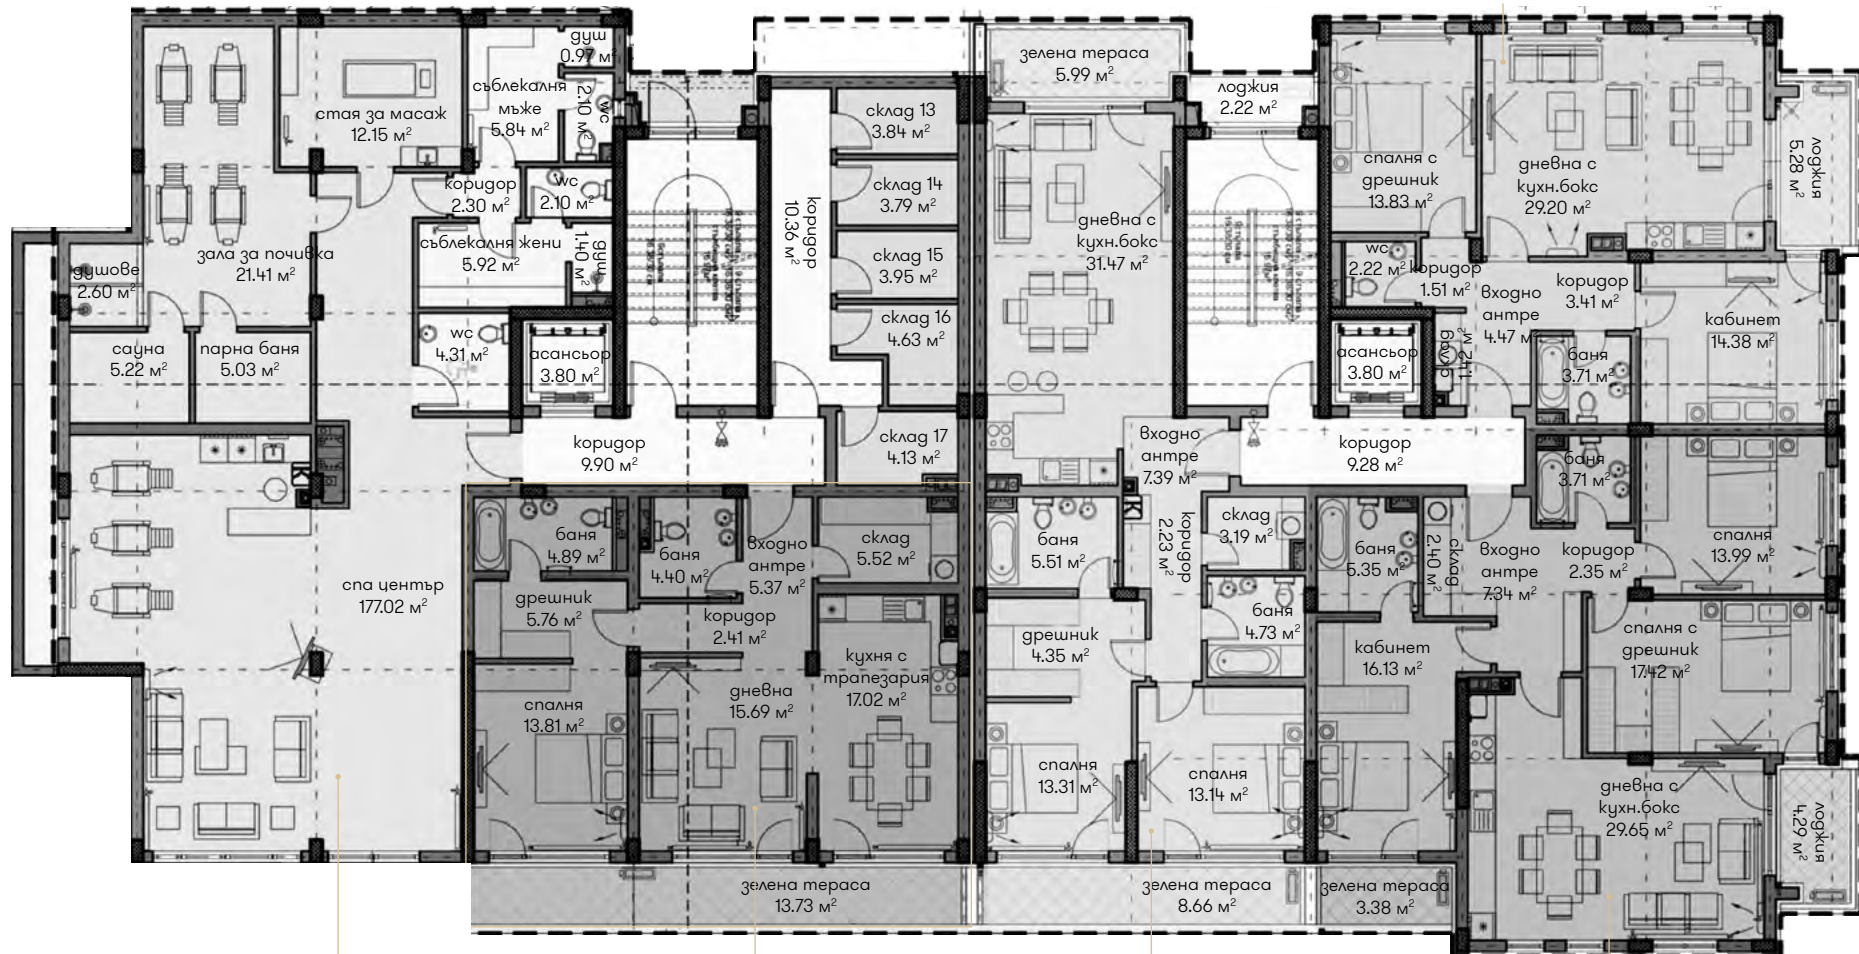 душ
0.97 м²
съблекалня
мъже
5.84 м²
2.10 м²
wc
стая за масаж
12.15 м²
коридор
2.30 м²
wc
2.10 м²
съблекалня жени
5.92 м²
1.40 м²
душ
зала за почивка
21.41 м²
душове
2.60 м²
сауна
5.22 м²
парна баня
5.03 м²
wc
4.31 м²
асансьор
3.80 м²
коридор
10.36 м²
склад 13
3.84 м²
склад 14
3.79 м²
склад 15
3.95 м²
склад 16
4.63 м²
склад 17
4.13 м²
коридор
9.90 м²
спа център
177.02 м²
баня
4.89 м²
баня
4.40 м²
входно
антре
5.37 м²
склад
5.52 м²
дрешник
5.76 м²
коридор
2.41 м²
кухня с
трапезария
17.02 м²
дневна
15.69 м²
спалня
13.81 м²
зелена тераса
13.73 м²
зелена тераса
5.99 м²
лоджия
2.22 м²
дневна с
кухн.бокс
31.47 м²
входно
антре
7.39 м²
коридор
2.23 м²
склад
3.19 м²
баня
5.51 м²
баня
4.73 м²
дрешник
4.35 м²
спалня
13.31 м²
спалня
13.14 м²
зелена тераса
8.66 м²
спалня с
дрешник
13.83 м²
дневна с
кухн.бокс
29.20 м²
лоджия
5.28 м²
wc
2.22 м²
коридор
1.51 м²
входно
антре
4.47 м²
коридор
3.41 м²
кабинет
14.38 м²
склад
1.42 м²
баня
3.71 м²
асансьор
3.80 м²
коридор
9.28 м²
баня
3.71 м²
спалня
13.99 м²
баня
5.35 м²
2.40 м²
склад
входно
антре
7.34 м²
коридор
2.35 м²
спалня с
дрешник
17.42 м²
кабинет
16.13 м²
дневна с
кухн.бокс
29.65 м²
лоджия
4.29 м²
зелена тераса
3.38 м²